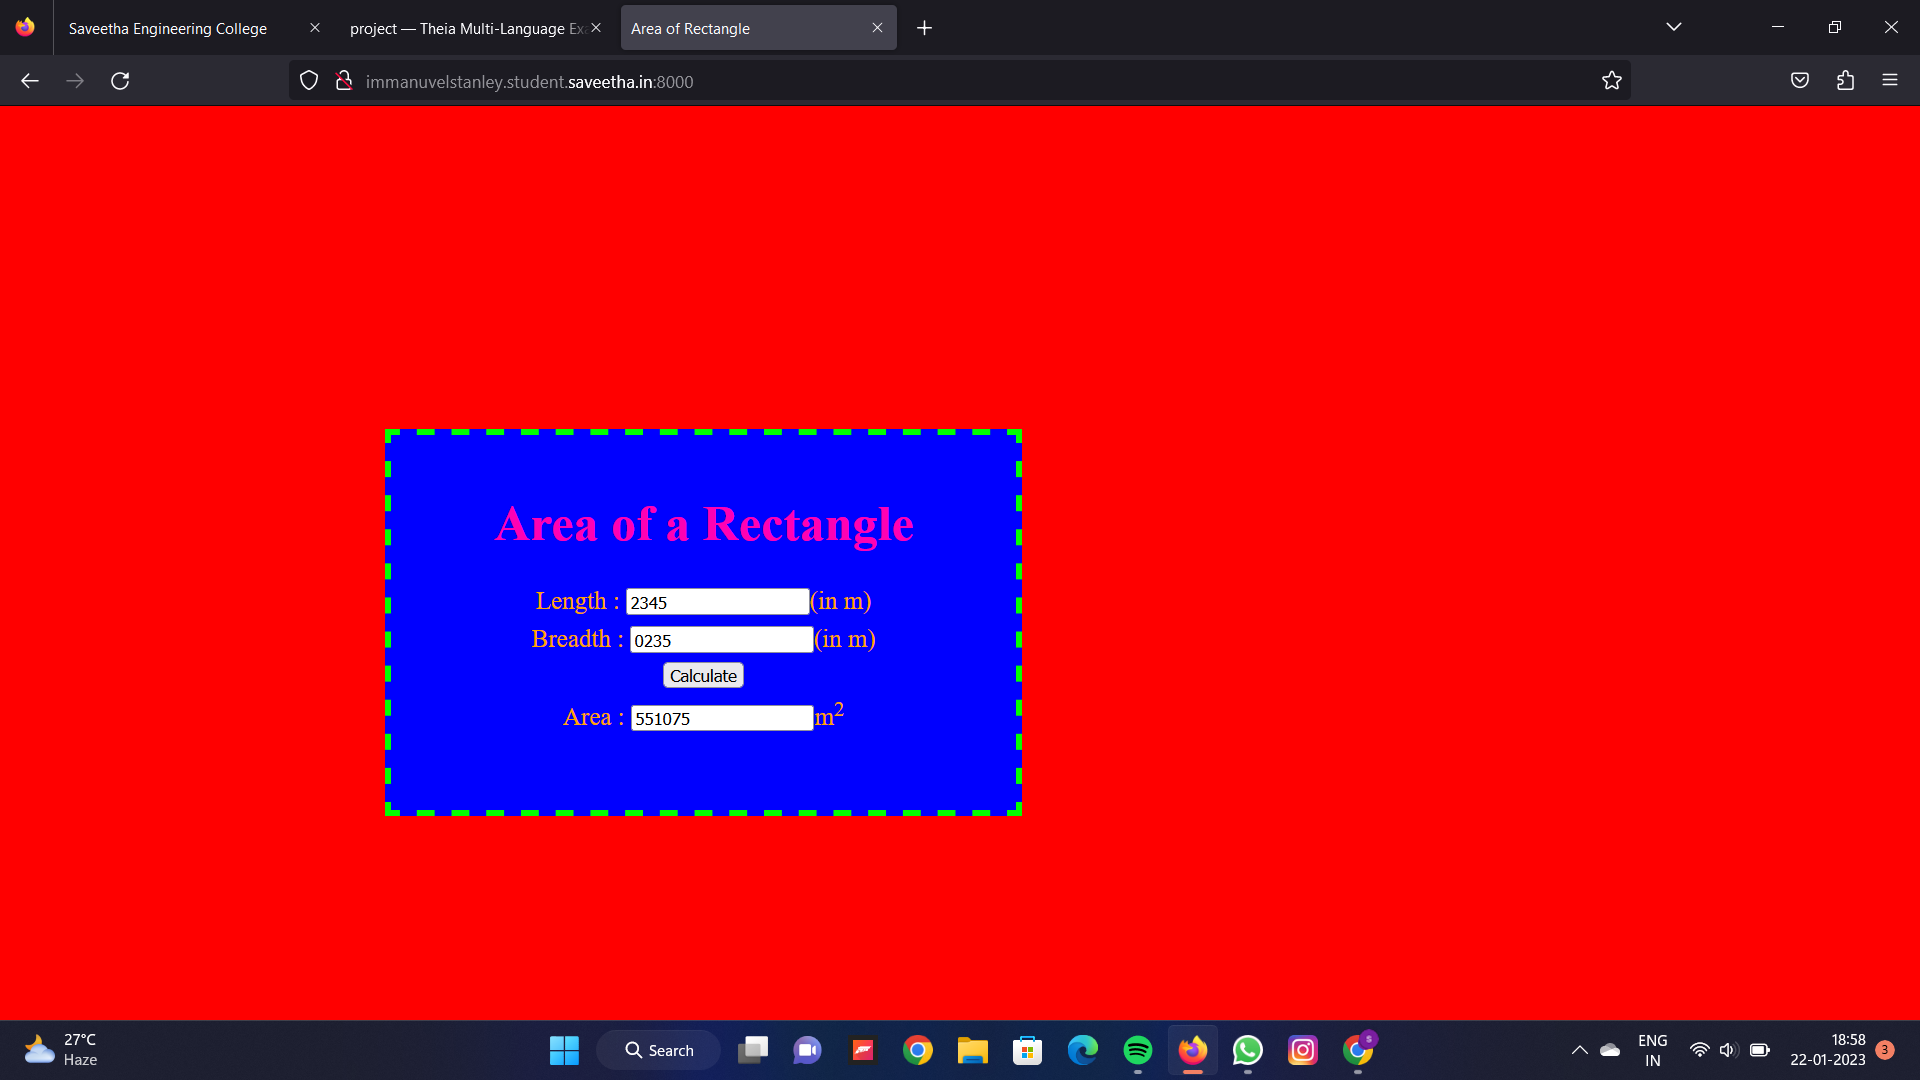 Saveetha Engineering College
project — Theia Multi-Language Ex
Area of Rectangle
immanuvelstanley.student.saveetha.in:8000
Area of a Rectangle
Length : 2345 (in m)
Breadth : 0235 (in m)
Calculate
Area : 551075 m2
27°C
Haze
Search
S
ENG
IN
18:58
22-01-2023
3